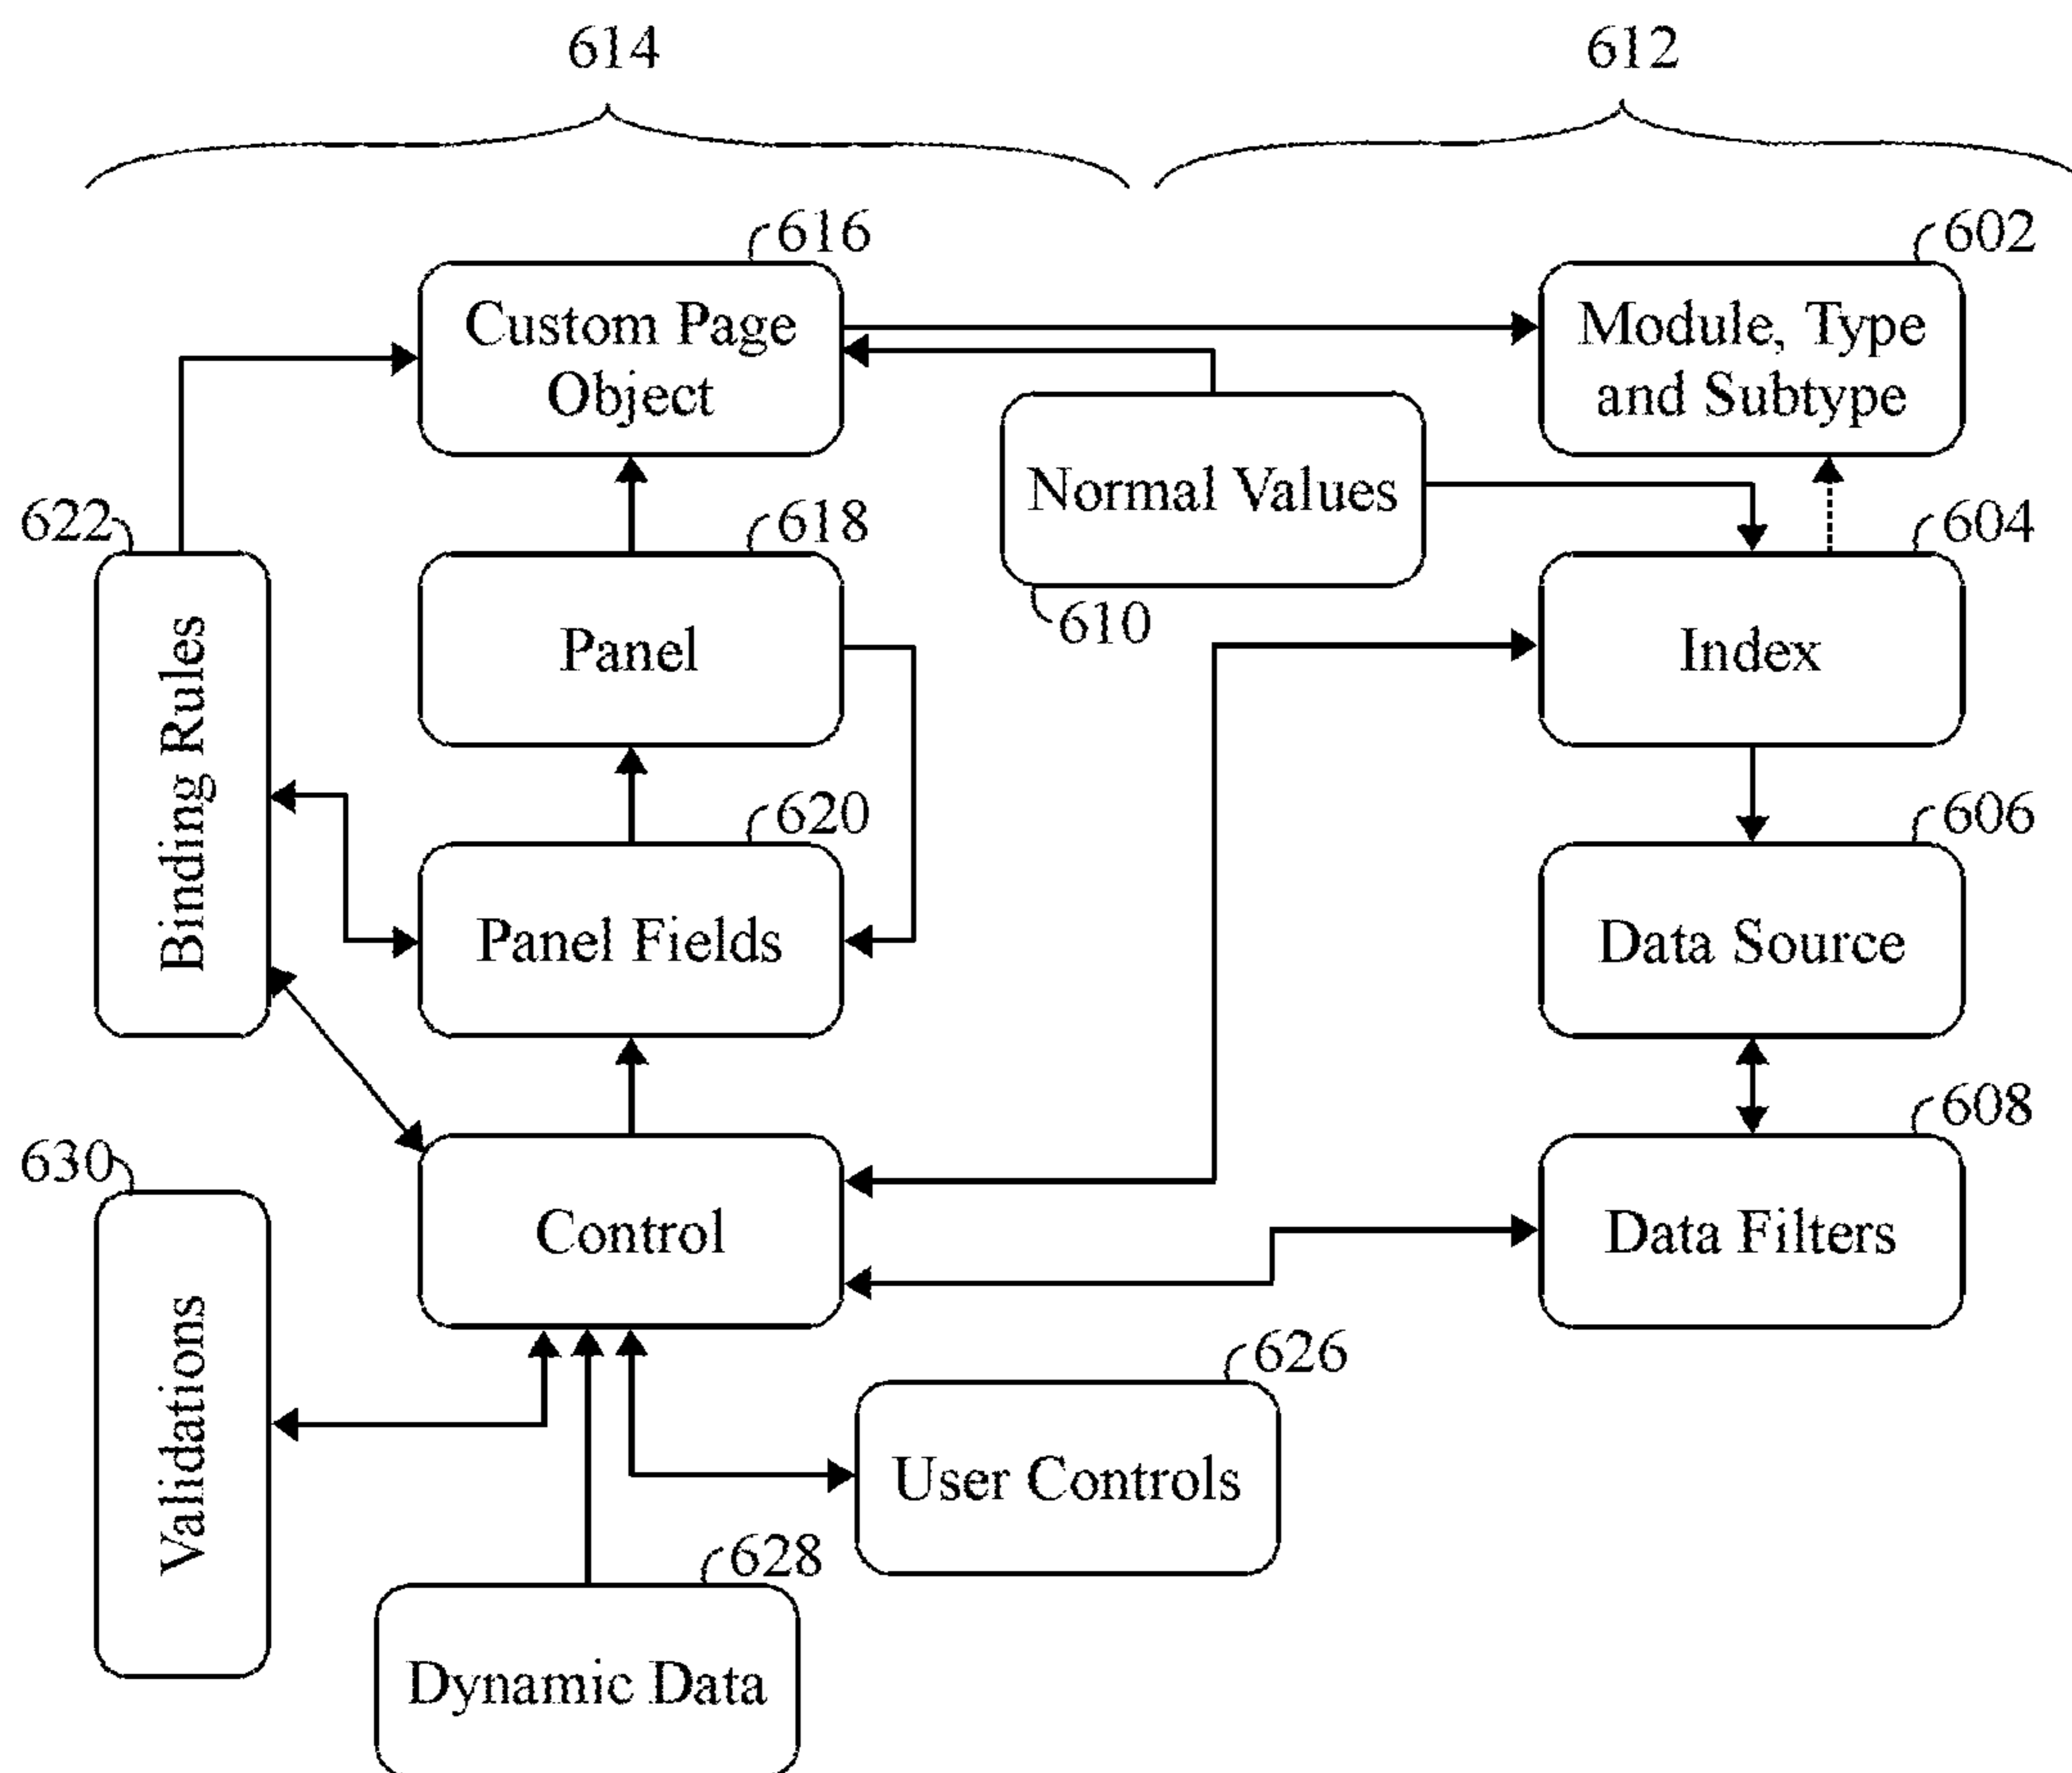 614
612
616
602
Custom Page
Object
Module, Type
and Subtype
Normal Values
622
618
604
610
Binding Rules
Panel
Index
620
606
Panel Fields
Data Source
608
630
Control
Data Filters
626
Validations
User Controls
628
Dynamic Data